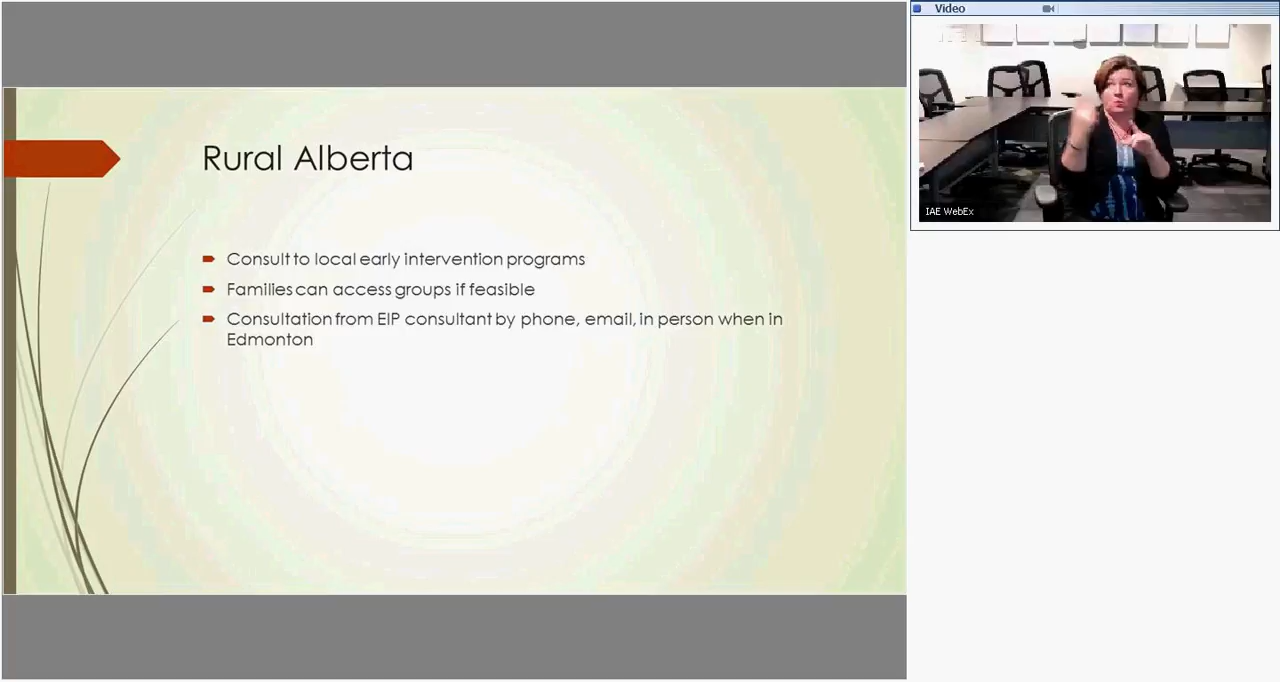 Video
Rural Alberta
Consult to local early intervention programs
Families can access groups if feasible
Consultation from EIP consultant by phone, email, in person when in
Edmonton
IAE WebEx